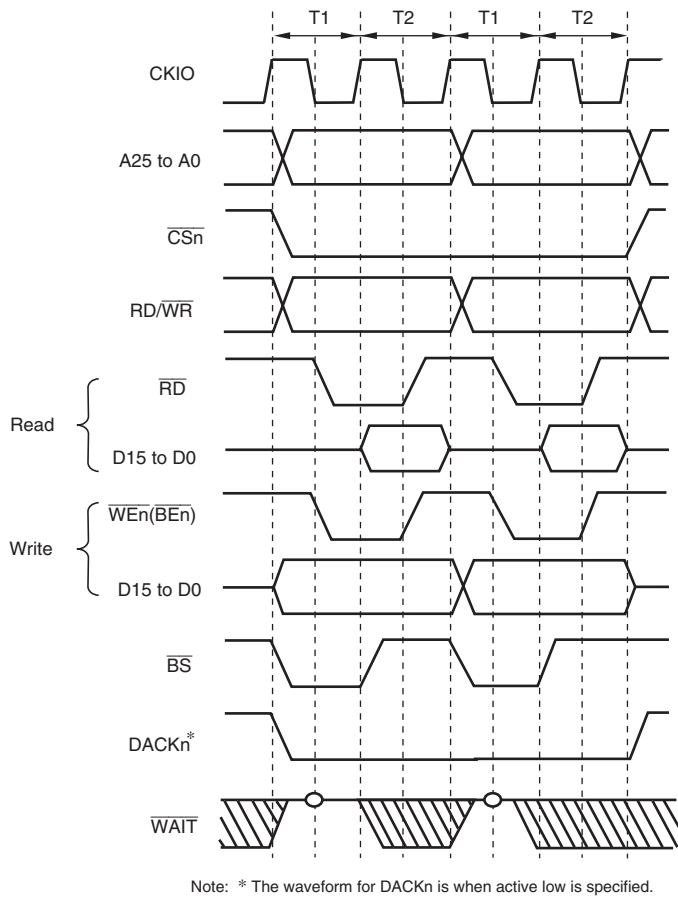 T1 T2 T1 T2
CKIO
A25 to A0
CSn
RD/WR
RD
Read
D15 to D0
WEn(BEn)
Write
D15 to D0
BS
DACKn*
WAIT
Note: * The waveform for DACKn is when active low is specified.